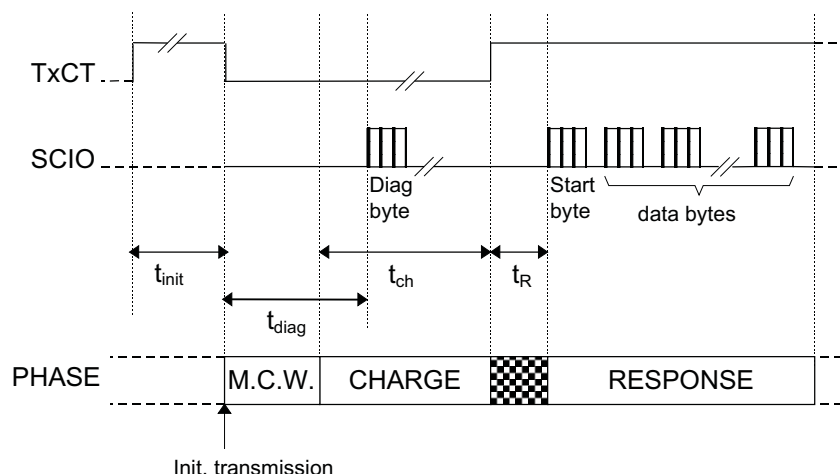 TxCT
SCIO
Diag
byte
Start
byte
data bytes
t_init
t_ch
t_R
t_diag
PHASE
M.C.W.
CHARGE
RESPONSE
Init. transmission